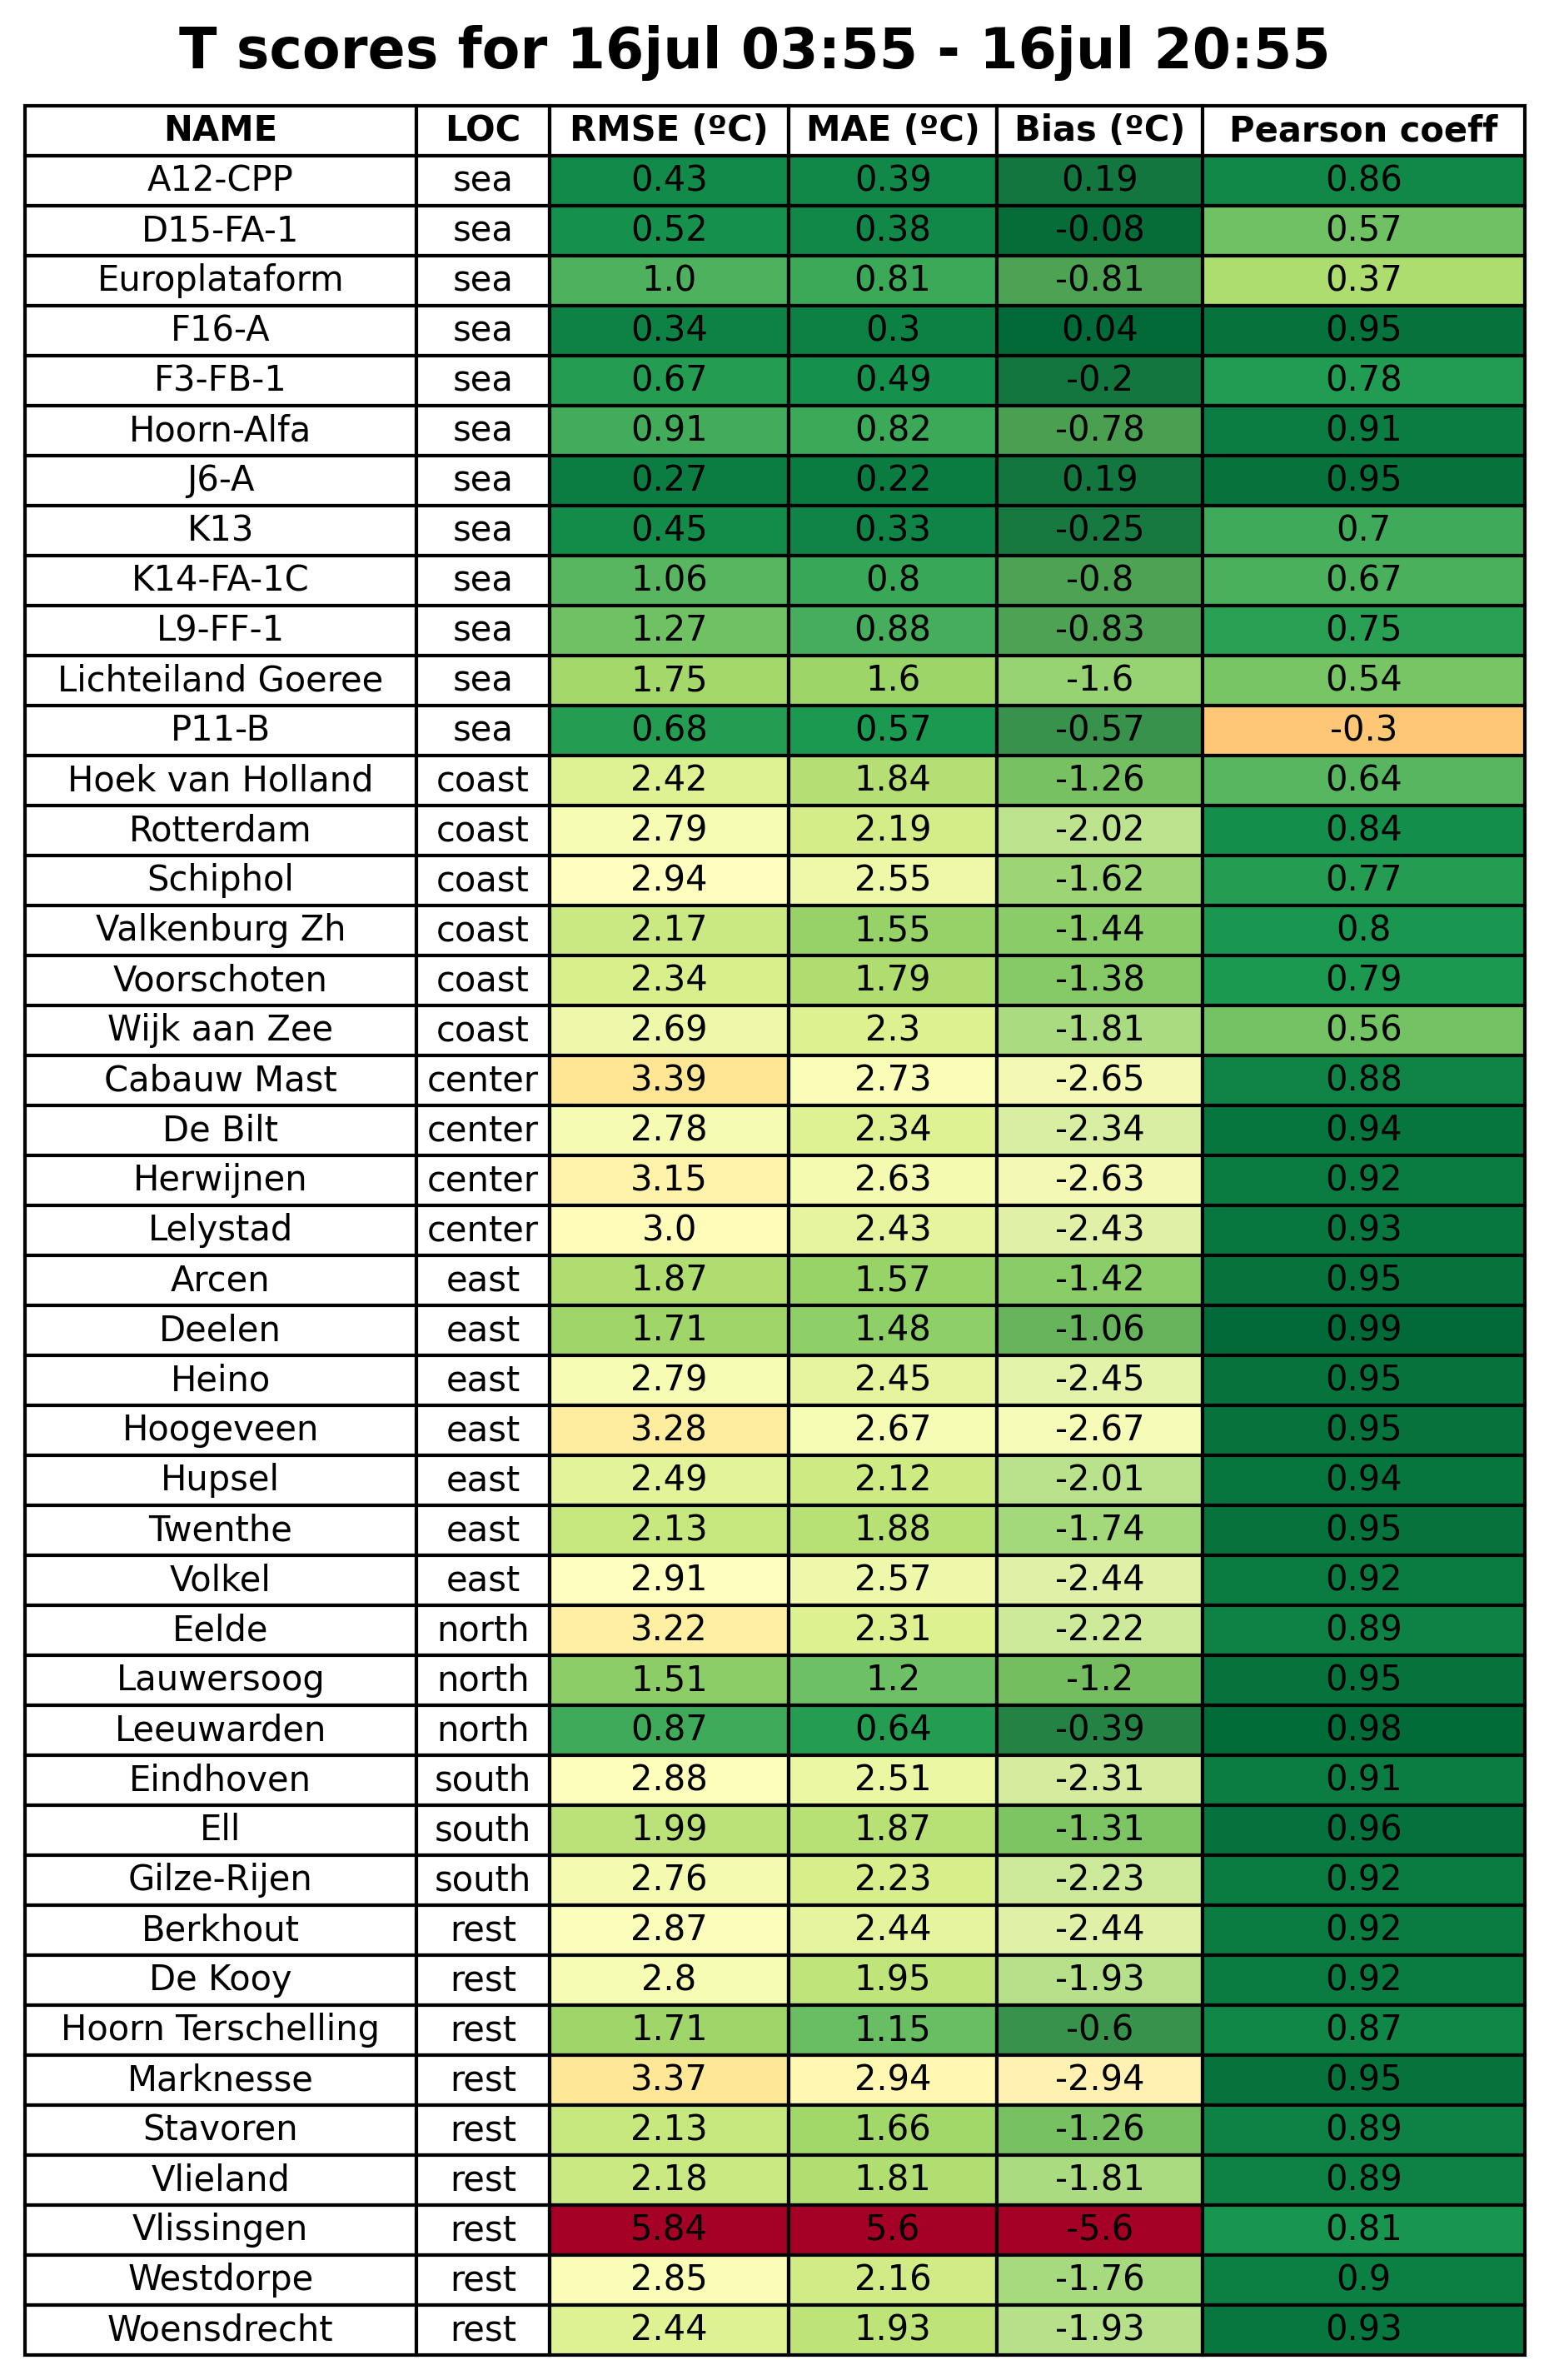 T scores for 16jul 03:55 - 16jul 20:55
NAME LOC RMSE (ºC) MAE (ºC) Bias (ºC) Pearson coeff
A12-CPP sea 0.43 0.39 0.19 0.86
D15-FA-1 sea 0.52 0.38 -0.08 0.57
Europlataform sea 1.0 0.81 -0.81 0.37
F16-A sea 0.34 0.3 0.04 0.95
F3-FB-1 sea 0.67 0.49 -0.2 0.78
Hoorn-Alfa sea 0.91 0.82 -0.78 0.91
J6-A sea 0.27 0.22 0.19 0.95
K13 sea 0.45 0.33 -0.25 0.7
K14-FA-1C sea 1.06 0.8 -0.8 0.67
L9-FF-1 sea 1.27 0.88 -0.83 0.75
Lichteiland Goeree sea 1.75 1.6 -1.6 0.54
P11-B sea 0.68 0.57 -0.57 -0.3
Hoek van Holland coast 2.42 1.84 -1.26 0.64
Rotterdam coast 2.79 2.19 -2.02 0.84
Schiphol coast 2.94 2.55 -1.62 0.77
Valkenburg Zh coast 2.17 1.55 -1.44 0.8
Voorschoten coast 2.34 1.79 -1.38 0.79
Wijk aan Zee coast 2.69 2.3 -1.81 0.56
Cabauw Mast center 3.39 2.73 -2.65 0.88
De Bilt center 2.78 2.34 -2.34 0.94
Herwijnen center 3.15 2.63 -2.63 0.92
Lelystad center 3.0 2.43 -2.43 0.93
Arcen east 1.87 1.57 -1.42 0.95
Deelen east 1.71 1.48 -1.06 0.99
Heino east 2.79 2.45 -2.45 0.95
Hoogeveen east 3.28 2.67 -2.67 0.95
Hupsel east 2.49 2.12 -2.01 0.94
Twenthe east 2.13 1.88 -1.74 0.95
Volkel east 2.91 2.57 -2.44 0.92
Eelde north 3.22 2.31 -2.22 0.89
Lauwersoog north 1.51 1.2 -1.2 0.95
Leeuwarden north 0.87 0.64 -0.39 0.98
Eindhoven south 2.88 2.51 -2.31 0.91
Ell south 1.99 1.87 -1.31 0.96
Gilze-Rijen south 2.76 2.23 -2.23 0.92
Berkhout rest 2.87 2.44 -2.44 0.92
De Kooy rest 2.8 1.95 -1.93 0.92
Hoorn Terschelling rest 1.71 1.15 -0.6 0.87
Marknesse rest 3.37 2.94 -2.94 0.95
Stavoren rest 2.13 1.66 -1.26 0.89
Vlieland rest 2.18 1.81 -1.81 0.89
Vlissingen rest 5.84 5.6 -5.6 0.81
Westdorpe rest 2.85 2.16 -1.76 0.9
Woensdrecht rest 2.44 1.93 -1.93 0.93